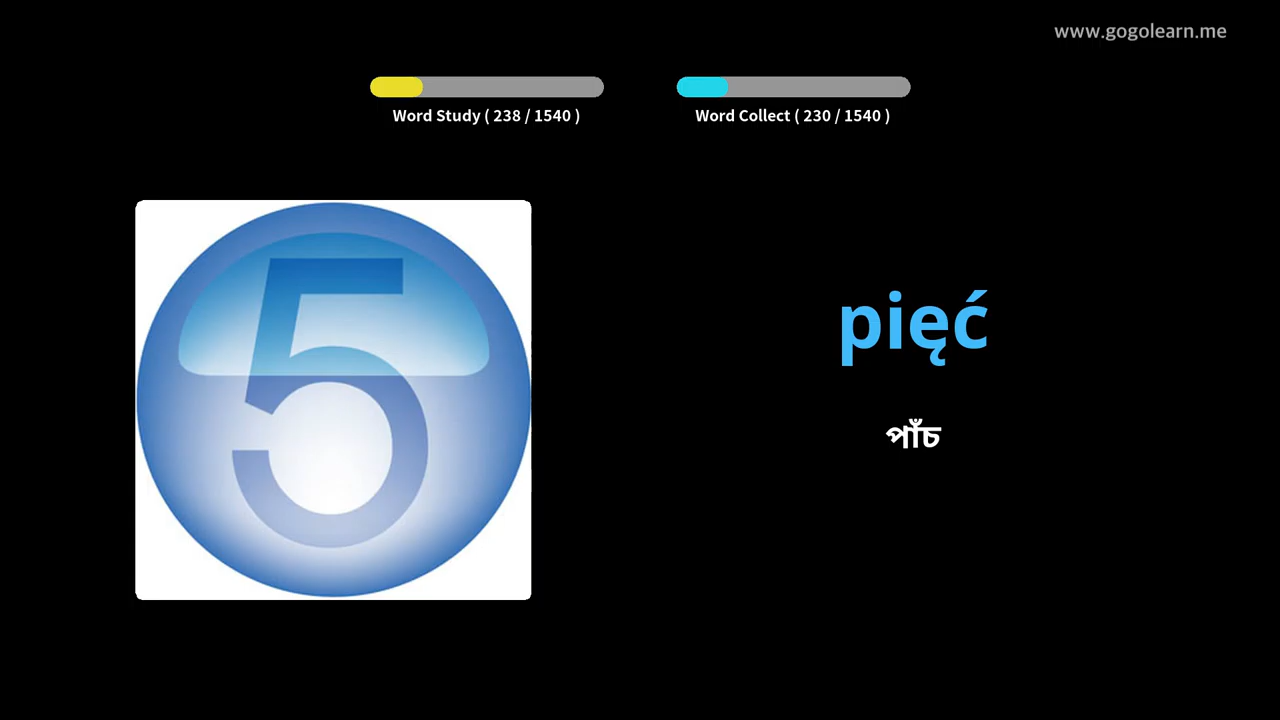 www.gogolearn.me
Word Study ( 238 / 1540 )
Word Collect ( 230 / 1540 )
5
pięć
পাঁচ